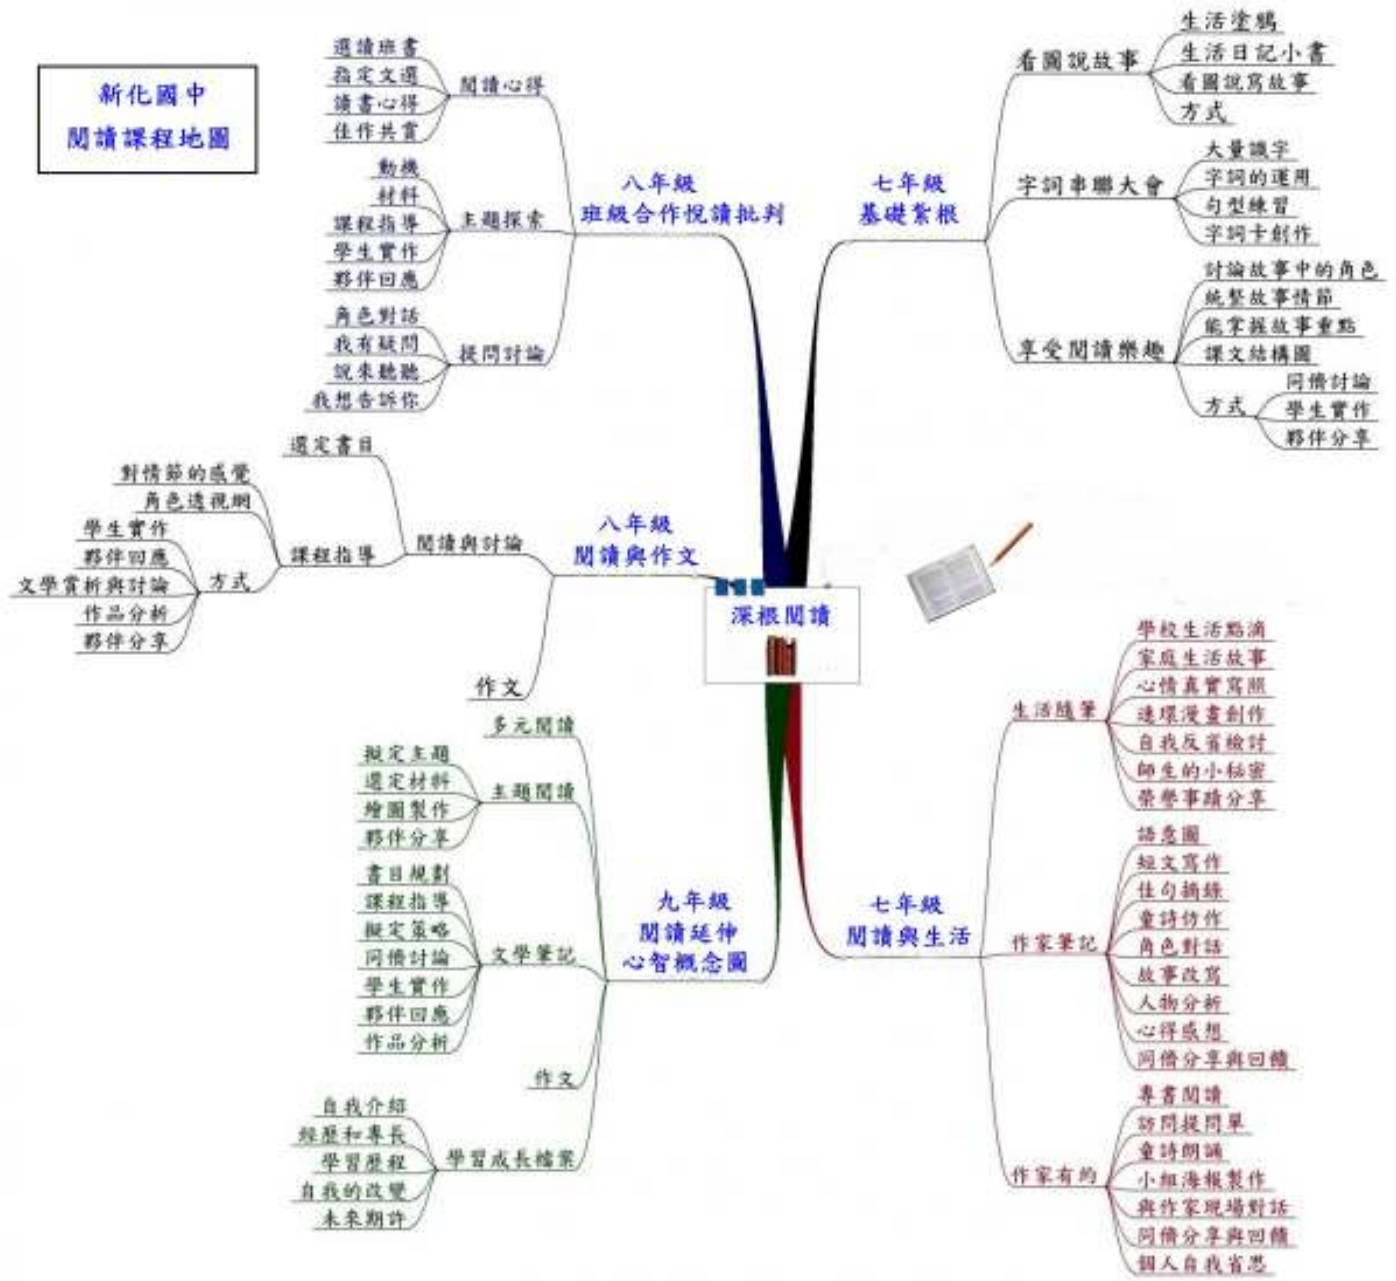 新化國中
閱讀課程地圖
深根閱讀
七年級
基礎紮根
看圖說故事
生活塗鴉
生活日記小書
看圖說寫故事
方式
字詞串聯大會
大量識字
字詞的運用
句型練習
字詞卡創作
享受閱讀樂趣
討論故事中的角色
統整故事情節
能掌握故事重點
課文結構圖
方式
同儕討論
學生實作
夥伴分享
七年級
閱讀與生活
生活隨筆
學校生活點滴
家庭生活故事
心情真實寫照
連環漫畫創作
自我反省檢討
師生的小秘密
榮譽事蹟分享
作家筆記
語意圖
短文寫作
佳句摘錄
童詩仿作
角色對話
故事改寫
人物分析
心得感想
同儕分享與回饋
作家有約
專書閱讀
訪問提問單
童詩朗誦
小組海報製作
與作家現場對話
同儕分享與回饋
個人自我省思
八年級
班級合作悅讀批判
閱讀心得
選讀班書
指定文選
讀書心得
佳作共賞
主題探索
動機
材料
課程指導
學生實作
夥伴回應
提問討論
角色對話
我有疑問
說來聽聽
我想告訴你
八年級
閱讀與作文
閱讀與討論
選定書目
課程指導
對情節的感覺
角色透視網
方式
學生實作
夥伴回應
文學賞析與討論
作品分析
夥伴分享
作文
九年級
閱讀延伸
心智概念圖
多元閱讀
主題閱讀
擬定主題
選定材料
繪圖製作
夥伴分享
文學筆記
書目規劃
課程指導
擬定策略
同儕討論
學生實作
夥伴回應
作品分析
作文
學習成長檔案
自我介紹
經歷和專長
學習歷程
自我的改變
未來期許